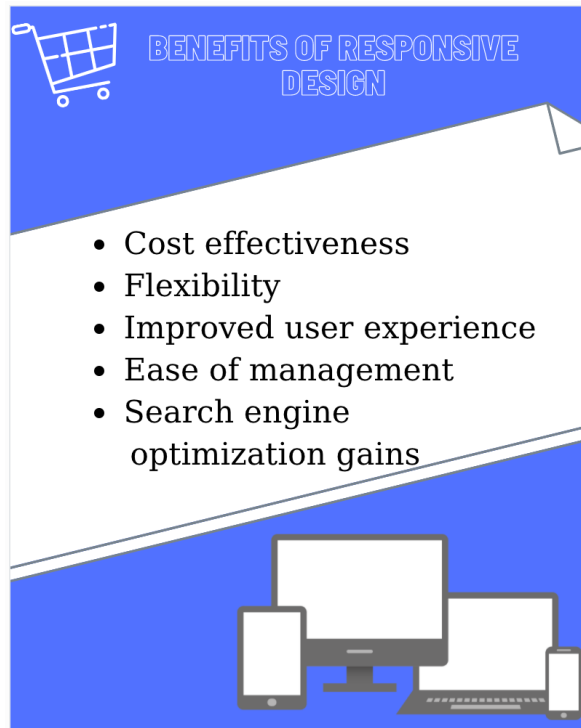 BENEFITS OF RESPONSIVE
DESIGN
• Cost effectiveness
• Flexibility
• Improved user experience
• Ease of management
• Search engine
optimization gains